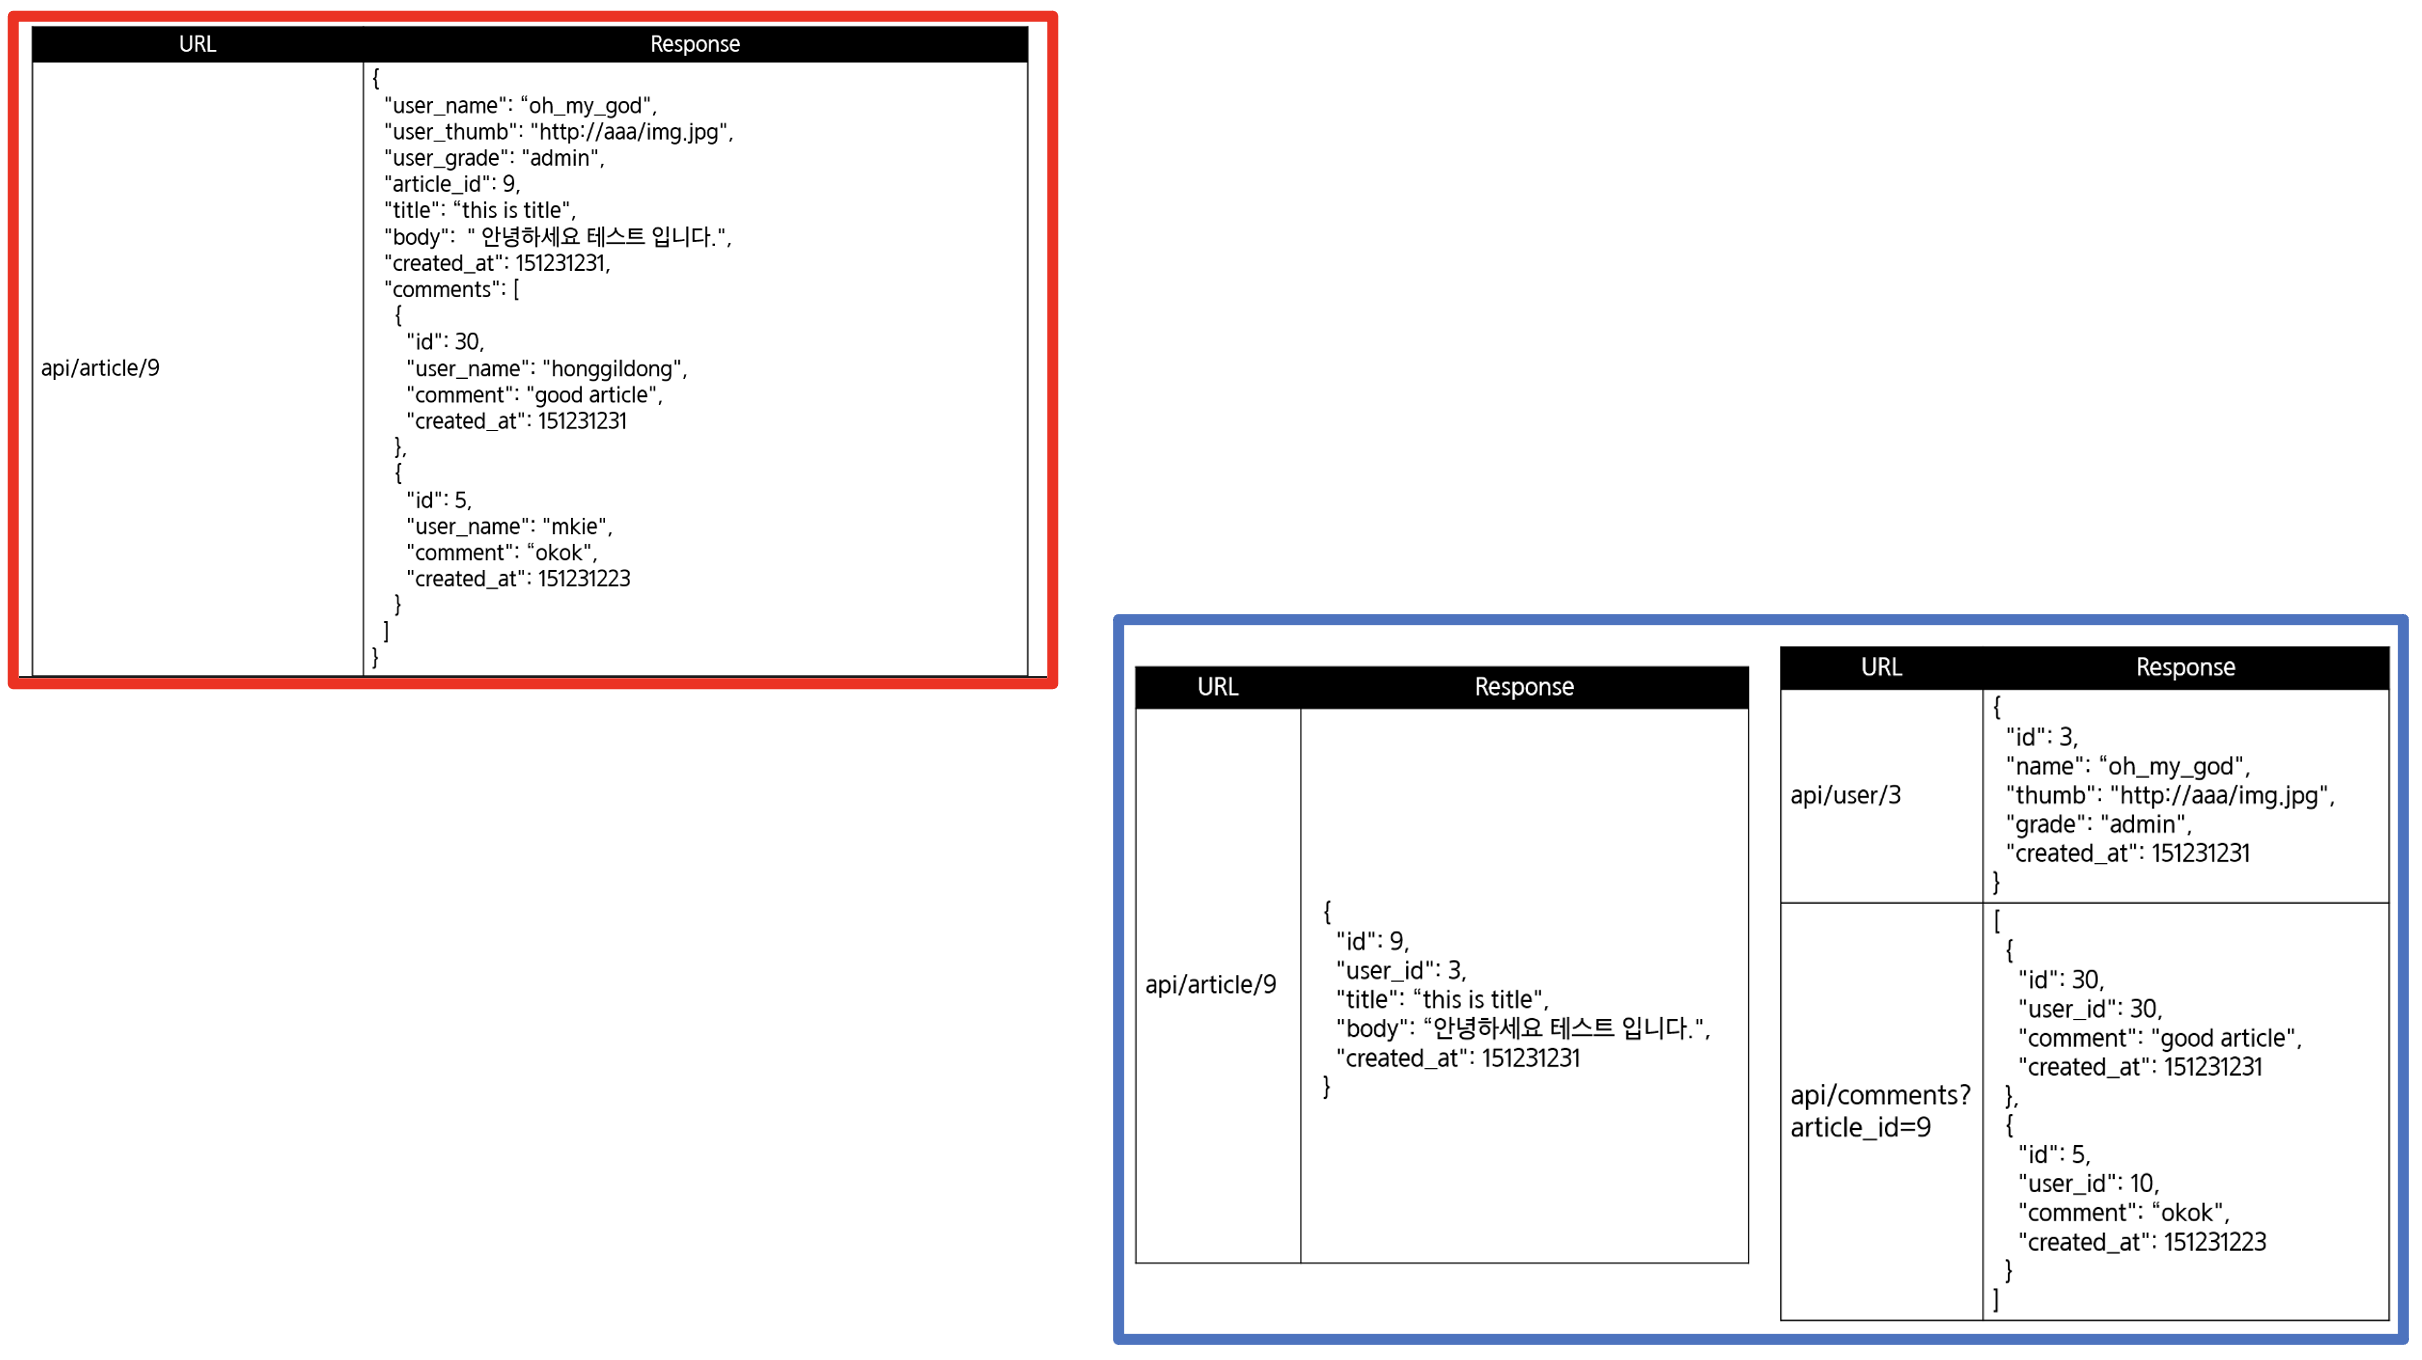 URL Response
api/article/9
{
"user_name": “oh_my_god",
"user_thumb": "http://aaa/img.jpg",
"user_grade": "admin",
"article_id": 9,
"title": “this is title",
"body":  " 안녕하세요 테스트 입니다.",
"created_at": 151231231,
"comments": [
{
"id": 30,
"user_name": "honggildong",
"comment": "good article",
"created_at": 151231231
},
{
"id": 5,
"user_name": "mkie",
"comment": “okok",
"created_at": 151231223
}
]
}
URL Response
api/article/9
{
"id": 9,
"user_id": 3,
"title": “this is title",
"body": “안녕하세요 테스트 입니다.",
"created_at": 151231231
}
URL Response
api/user/3
{
"id": 3,
"name": “oh_my_god",
"thumb": "http://aaa/img.jpg",
"grade": "admin",
"created_at": 151231231
}
api/comments?
article_id=9
[
{
"id": 30,
"user_id": 30,
"comment": "good article",
"created_at": 151231231
},
{
"id": 5,
"user_id": 10,
"comment": “okok",
"created_at": 151231223
}
]